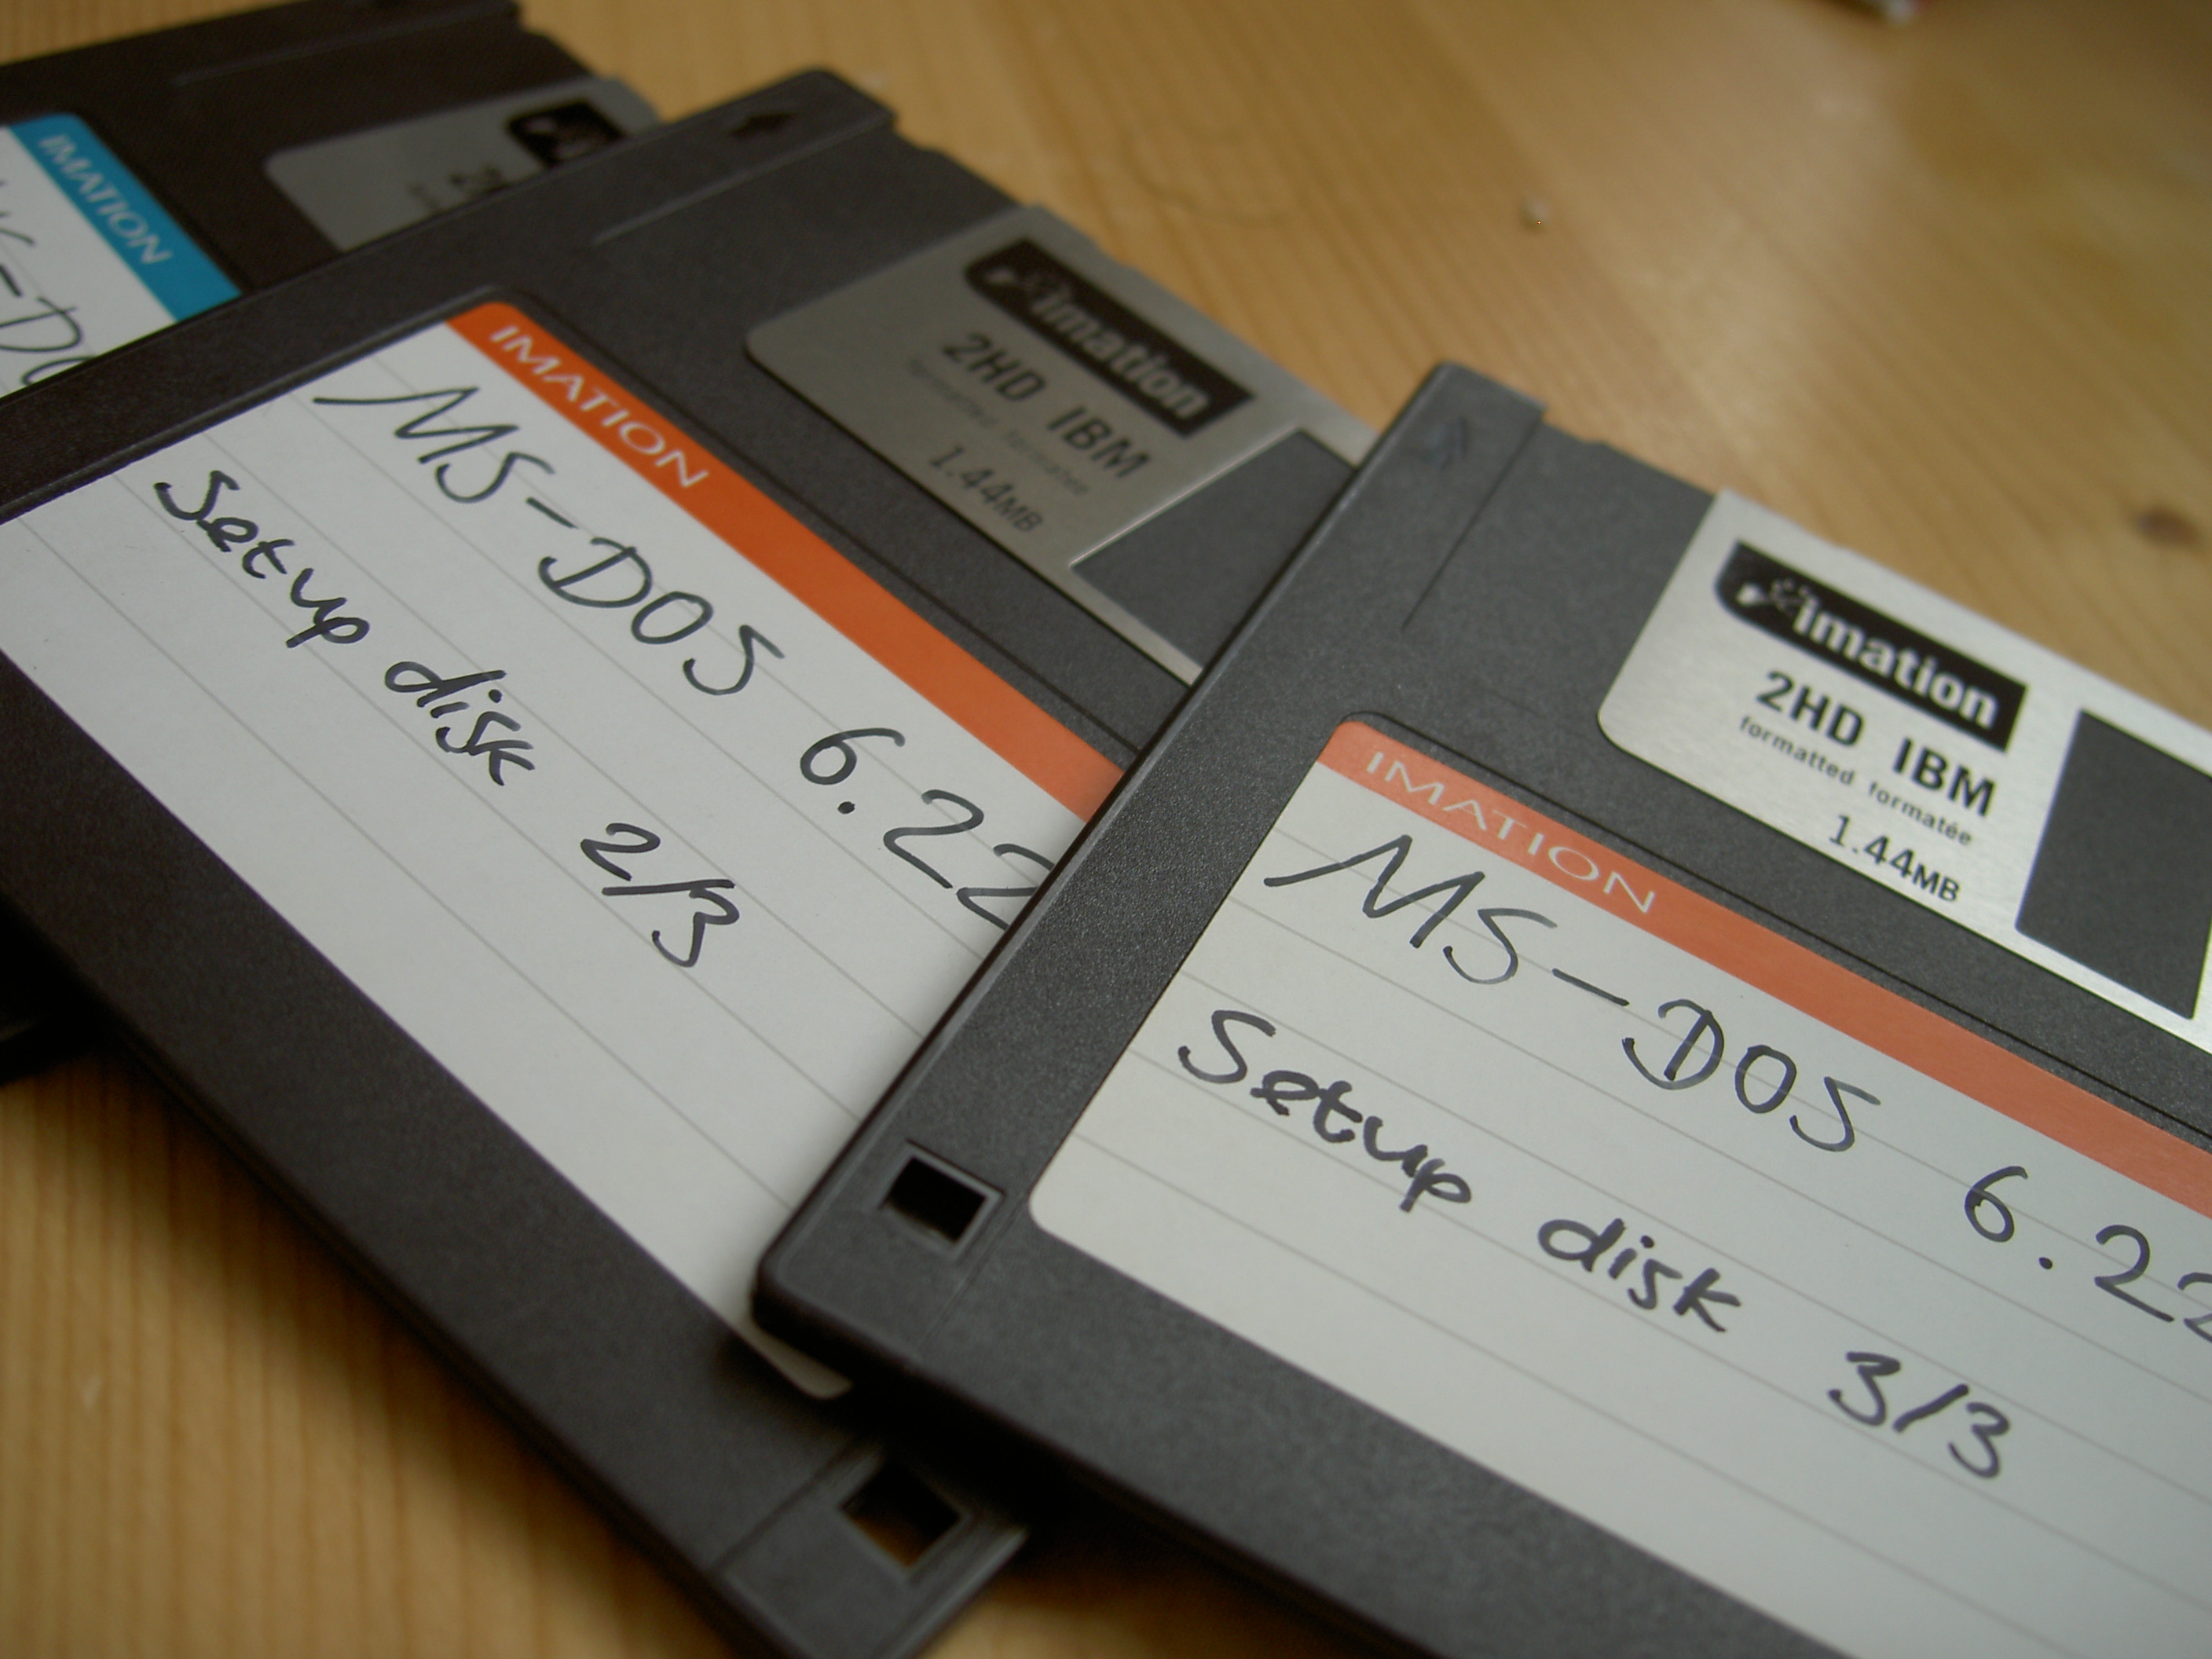 IMATION
imation
2HD IBM
formatted formatée
1.44MB
IMATION
MS-DOS 6.22
Setup disk 2/3
imation
2HD IBM
formatted formatée
1.44MB
IMATION
MS-DOS 6.22
Setup disk 3/3